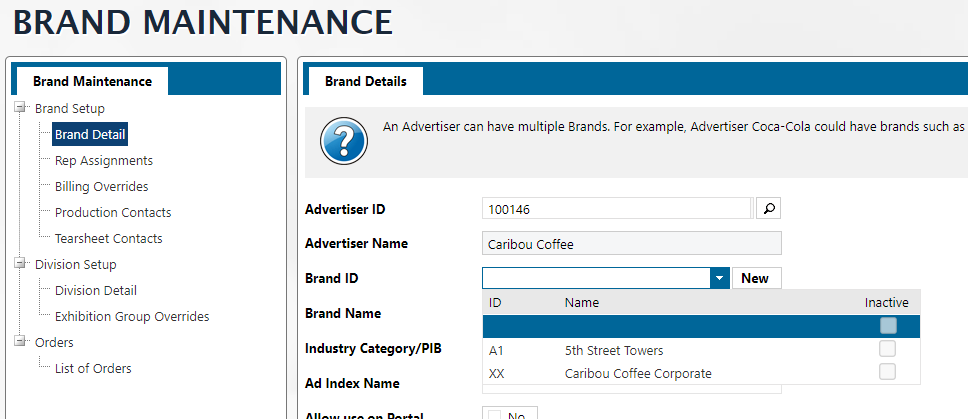 BRAND MAINTENANCE
Brand Maintenance
Brand Setup
Brand Detail
Rep Assignments
Billing Overrides
Production Contacts
Tearsheet Contacts
Division Setup
Division Detail
Exhibition Group Overrides
Orders
List of Orders
Brand Details
?
An Advertiser can have multiple Brands. For example, Advertiser Coca-Cola could have brands such as
Advertiser ID 100146
Advertiser Name Caribou Coffee
Brand ID New
ID Name Inactive
Brand Name
Industry Category/PIB A1 5th Street Towers
XX Caribou Coffee Corporate
Ad Index Name
Allow use on Portal No